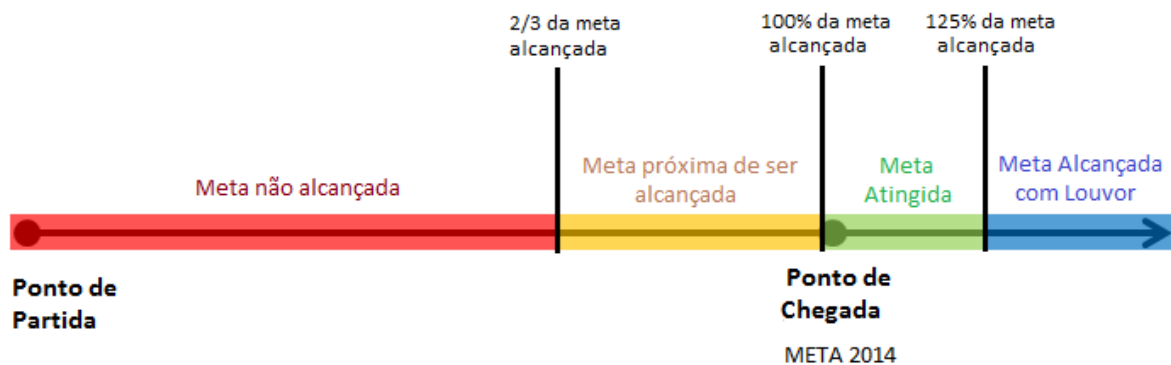 2/3 da meta
alcançada
100% da meta
alcançada
125% da meta
alcançada
Meta não alcançada
Meta próxima de ser
alcançada
Meta
Atingida
Meta Alcançada
com Louvor
Ponto de
Partida
Ponto de
Chegada
META 2014